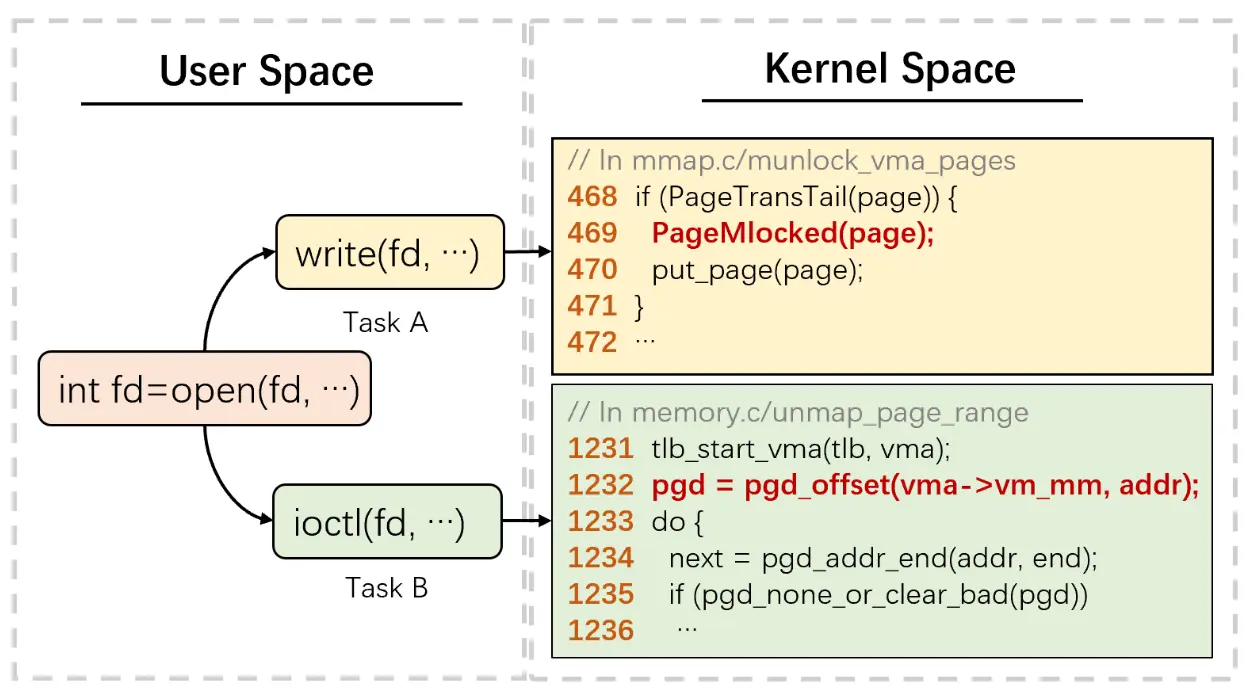 User Space
Kernel Space
write(fd, ⋯)
Task A
int fd=open(fd, ⋯)
ioctl(fd, ⋯)
Task B
// In mmap.c/munlock_vma_pages
468 if (PageTransTail(page)) {
469 PageMlocked(page);
470 put_page(page);
471 }
472 ⋯
// In memory.c/unmap_page_range
1231 tlb_start_vma(tlb, vma);
1232 pgd = pgd_offset(vma->vm_mm, addr);
1233 do {
1234 next = pgd_addr_end(addr, end);
1235 if (pgd_none_or_clear_bad(pgd))
1236 ⋯